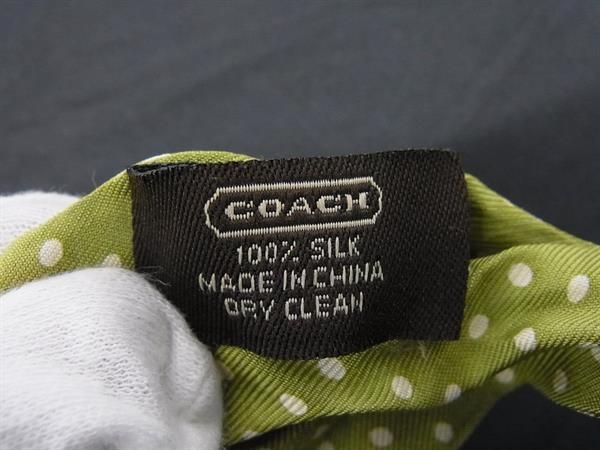 COACH
100% SILK
MADE IN CHINA
DRY CLEAN